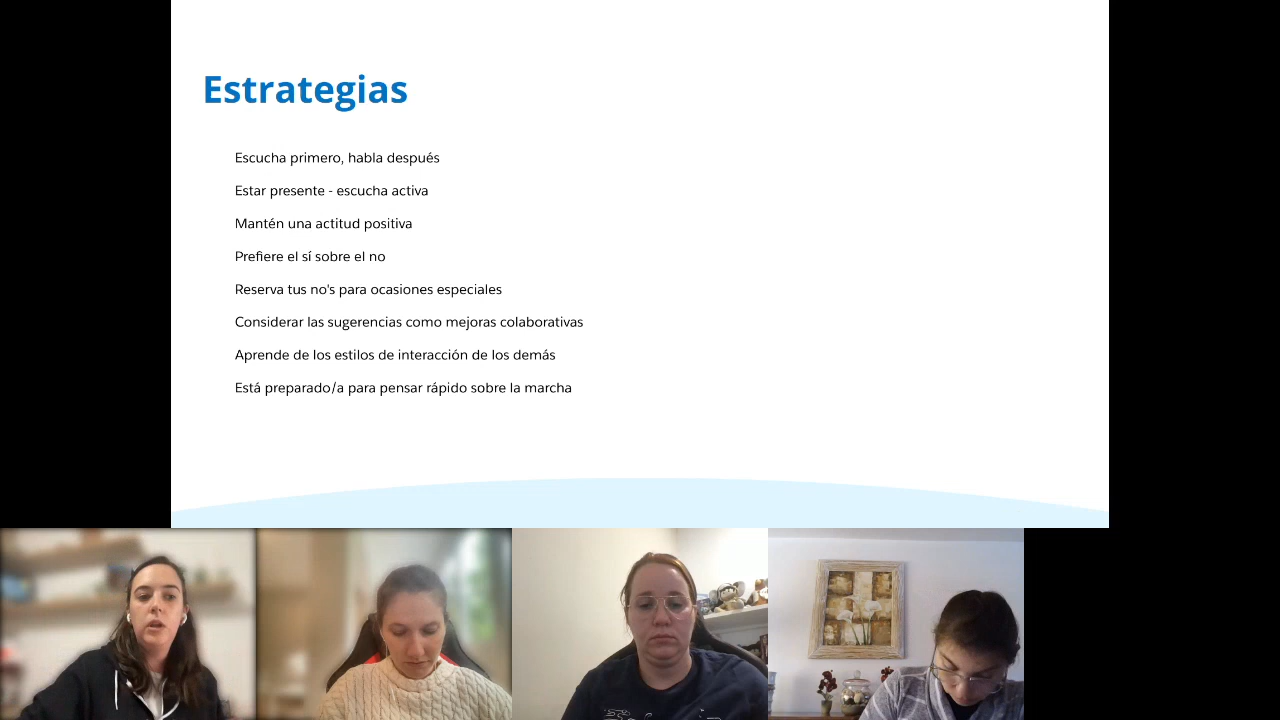 Estrategias
Escucha primero, habla después
Estar presente - escucha activa
Mantén una actitud positiva
Prefiere el sí sobre el no
Reserva tus no's para ocasiones especiales
Considerar las sugerencias como mejoras colaborativas
Aprende de los estilos de interacción de los demás
Está preparado/a para pensar rápido sobre la marcha